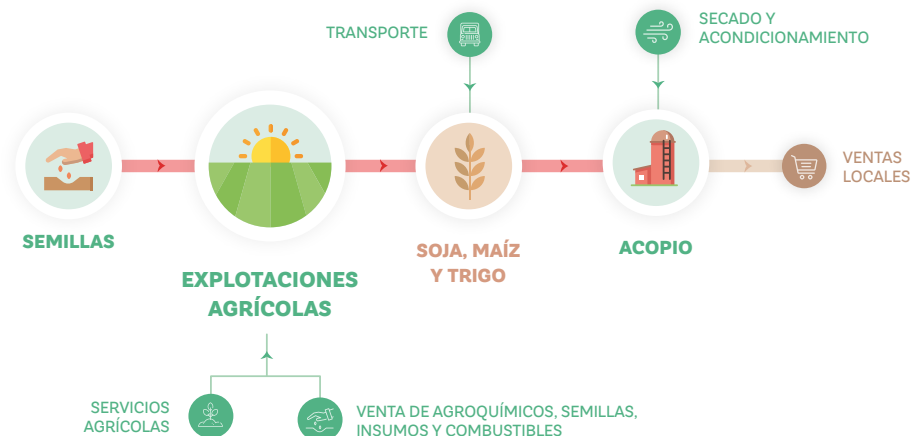 TRANSPORTE
SECADO Y
ACONDICIONAMIENTO
VENTAS
LOCALES
SEMILLAS
EXPLOTACIONES
AGRÍCOLAS
SOJA, MAÍZ
Y TRIGO
ACOPIO
SERVICIOS
AGRÍCOLAS
VENTA DE AGROQUÍMICOS, SEMILLAS,
INSUMOS Y COMBUSTIBLES